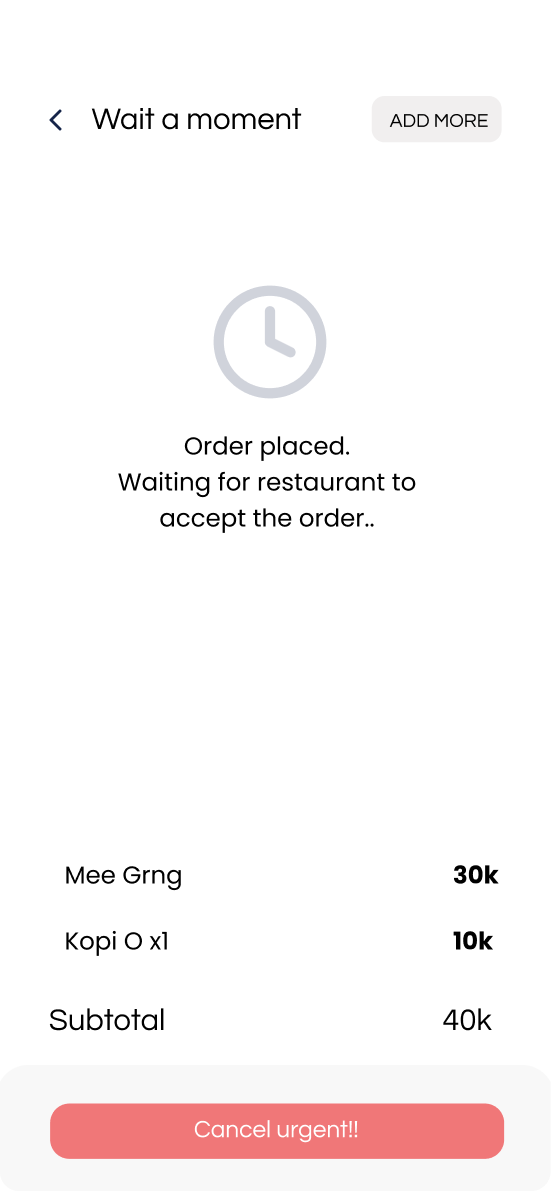 Wait a moment
ADD MORE
Order placed.
Waiting for restaurant to
accept the order..
Mee Grng 30k
Kopi O x1 10k
Subtotal 40k
Cancel urgent!!